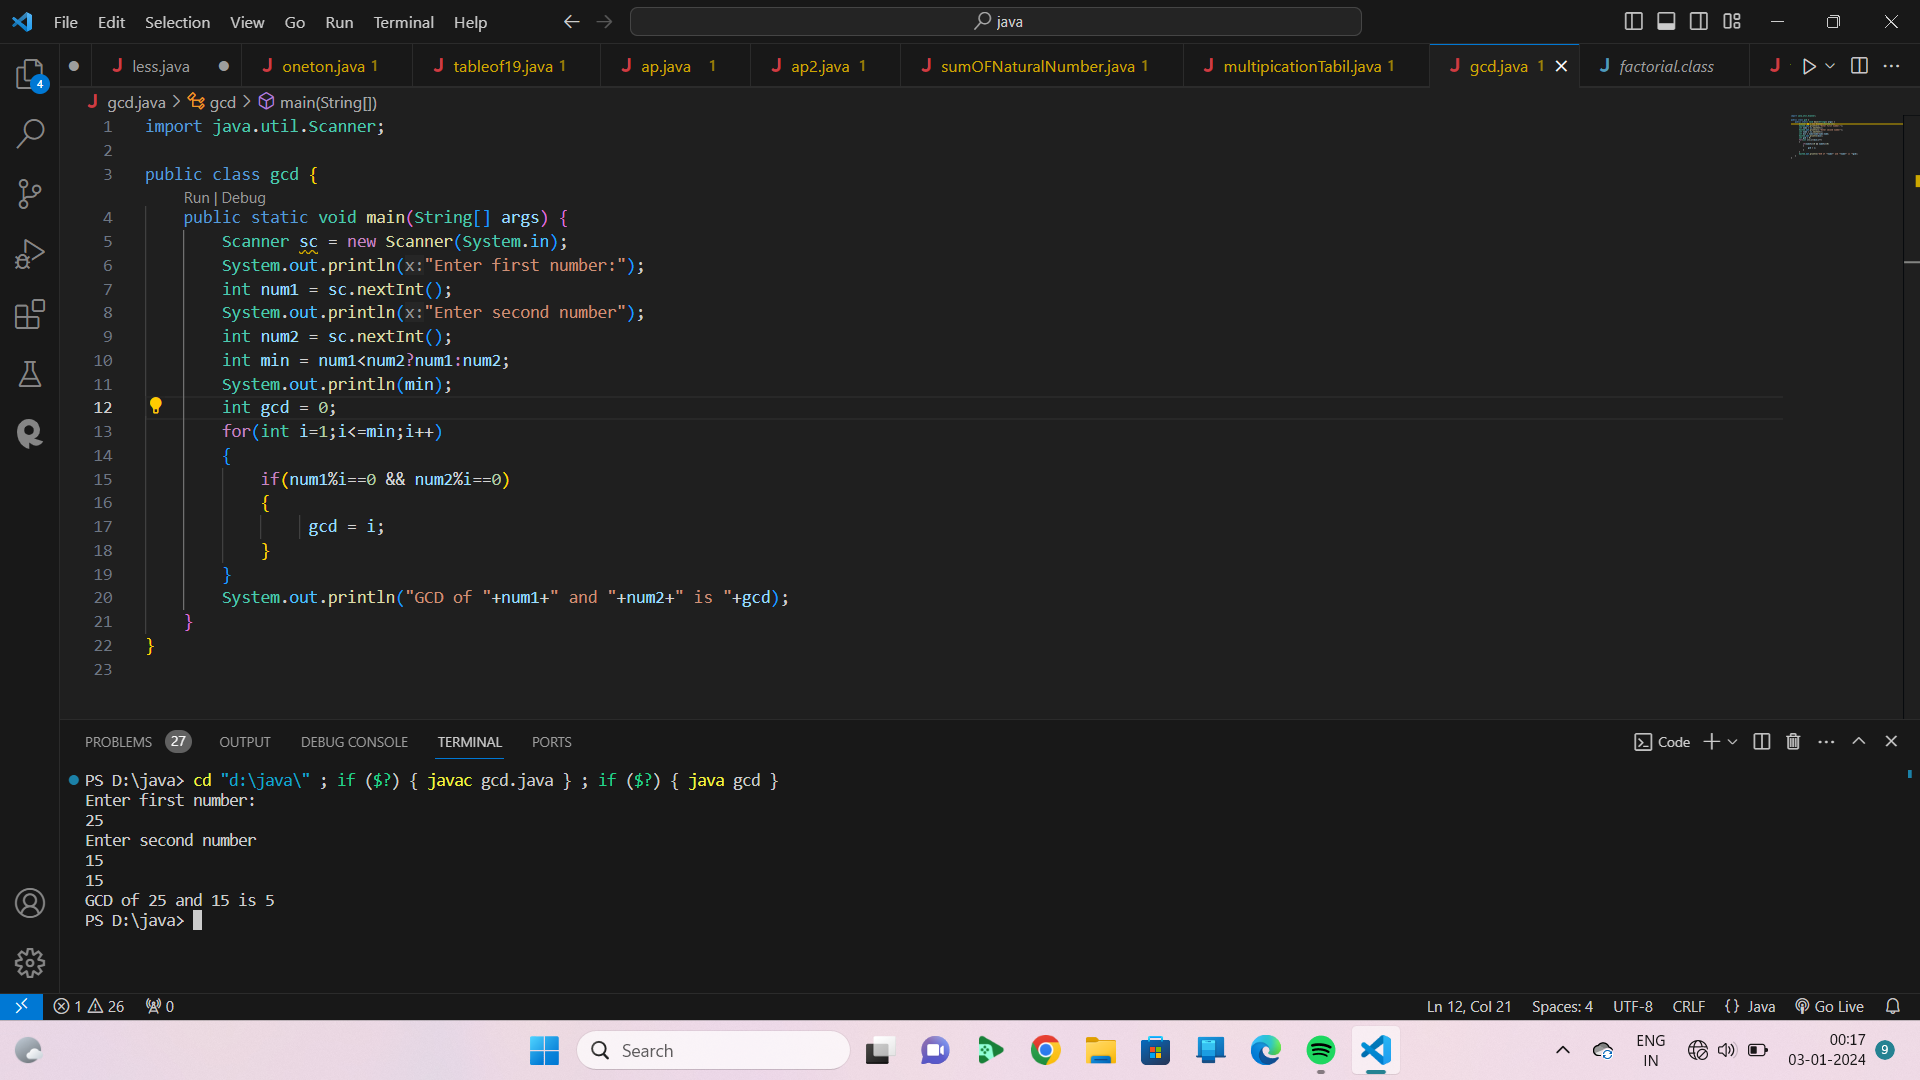 File Edit Selection View Go Run Terminal Help
java
less.java
oneton.java 1
tableof19.java 1
ap.java 1
ap2.java 1
sumOFNaturalNumber.java 1
multipicationTabil.java 1
gcd.java 1
factorial.class
gcd.java > gcd > main(String[])
1 import java.util.Scanner;
2
3 public class gcd {
Run | Debug
4 public static void main(String[] args) {
5 Scanner sc = new Scanner(System.in);
6 System.out.println(x:"Enter first number:");
7 int num1 = sc.nextInt();
8 System.out.println(x:"Enter second number");
9 int num2 = sc.nextInt();
10 int min = num1<num2?num1:num2;
11 System.out.println(min);
12 int gcd = 0;
13 for(int i=1;i<=min;i++)
14 {
15 if(num1%i==0 && num2%i==0)
16 {
17 gcd = i;
18 }
19 }
20 System.out.println("GCD of "+num1+" and "+num2+" is "+gcd);
21 }
22 }
23
4
PROBLEMS 27 OUTPUT DEBUG CONSOLE TERMINAL PORTS
Code
PS D:\java> cd "d:\java\" ; if ($?) { javac gcd.java } ; if ($?) { java gcd }
Enter first number:
25
Enter second number
15
15
GCD of 25 and 15 is 5
PS D:\java>
1 26 0
Ln 12, Col 21 Spaces: 4 UTF-8 CRLF {} Java Go Live
Search
ENG
IN
00:17
03-01-2024
9